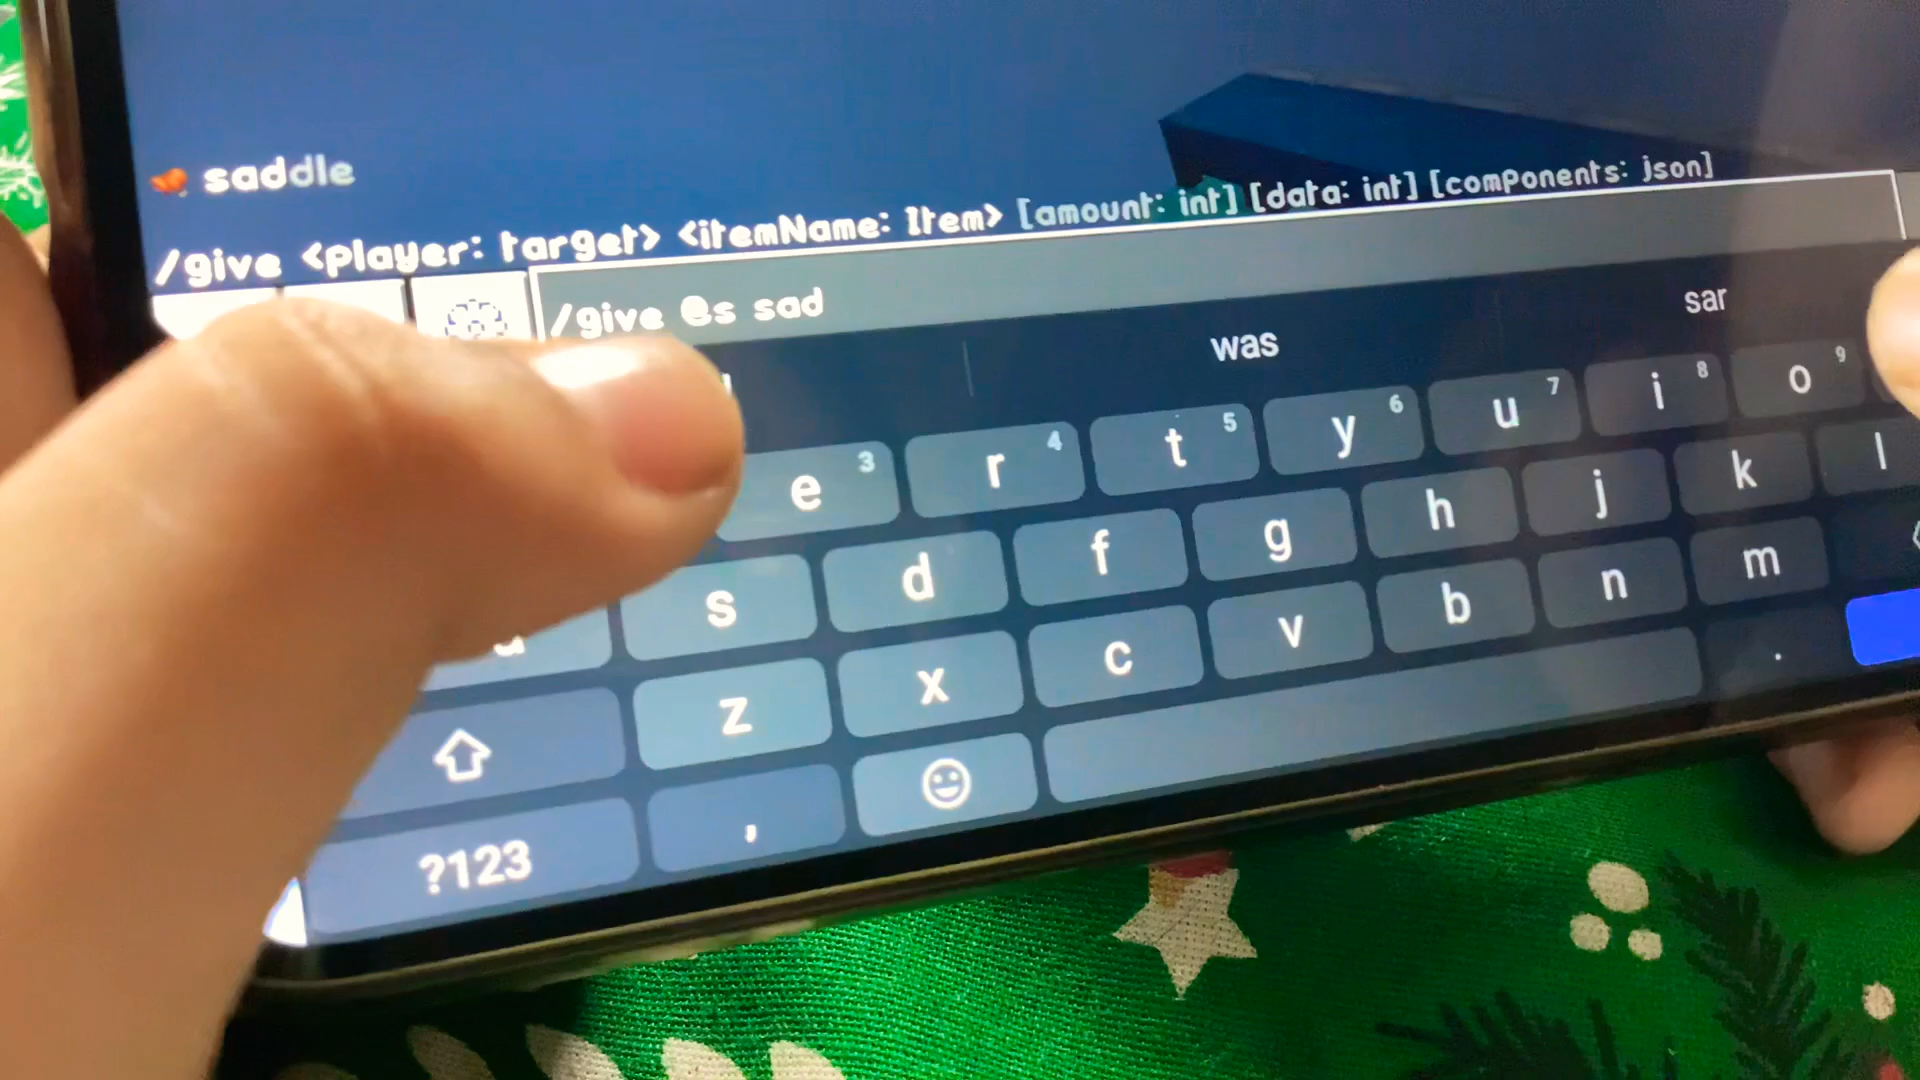 saddle
/give <player: target> <itemName: Item> [amount: int] [data: int] [components: json]
/give @s sad
was sar
e 3 r 4 t 5 y 6 u 7 i 8 o 9
s d f g h j k l
z x c v b n m
?123 , .